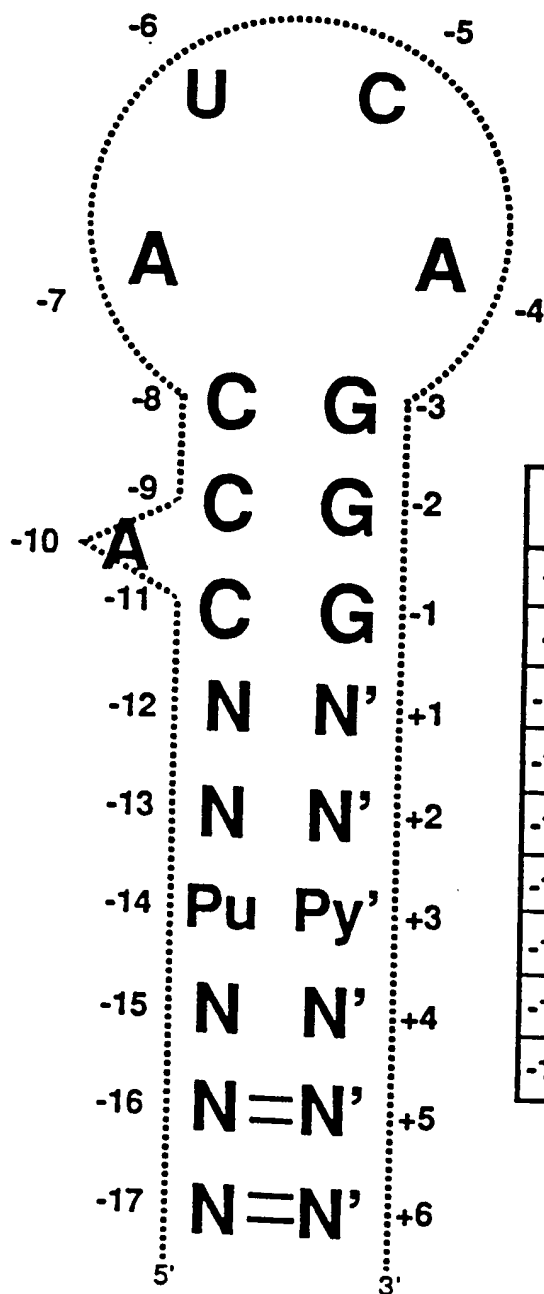 -6 -5
U C
A A
-7 -4
-8 C G -3
-9 C G -2
-10 A
-11 C G -1
-12 N N' +1
-13 N N' +2
-14 Pu Py' +3
-15 N N' +4
-16 N N' +5
-17 N N' +6
5' 3'